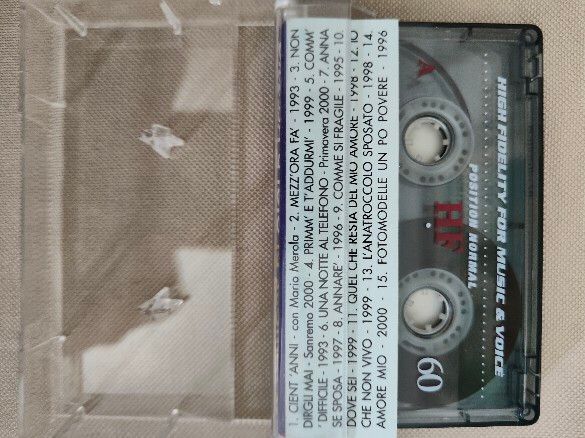 1. CIENT 'ANNI - con Mario Merola - 2. MEZZ'ORA FA' - 1993 - 3. NON
DIRGLI MAI - Sanremo 2000 - 4. PRIMM' E T'ADDURMI' - 1999 - 5. COMM'
DIFFICILE - 1993 - 6. UNA NOTTE AL TELEFONO - Primavera 2000 - 7. ANNA
SE SPOSA - 1997 - 8. ANNARE' - 1996 - 9. COMME SI FRAGILE - 1995 - 10.
DOVE SEI - 1999 - 11. QUEL CHE RESTA DEL MIO AMORE - 1998 - 12. IO
CHE NON VIVO - 1999 - 13. L'ANATROCCOLO SPOSATO - 1998 - 14.
AMORE MIO - 2000 - 15. FOTOMODELLE UN PO POVERE - 1996
A
HF
POSITION NORMAL
HIGH FIDELITY FOR MUSIC & VOICE
60